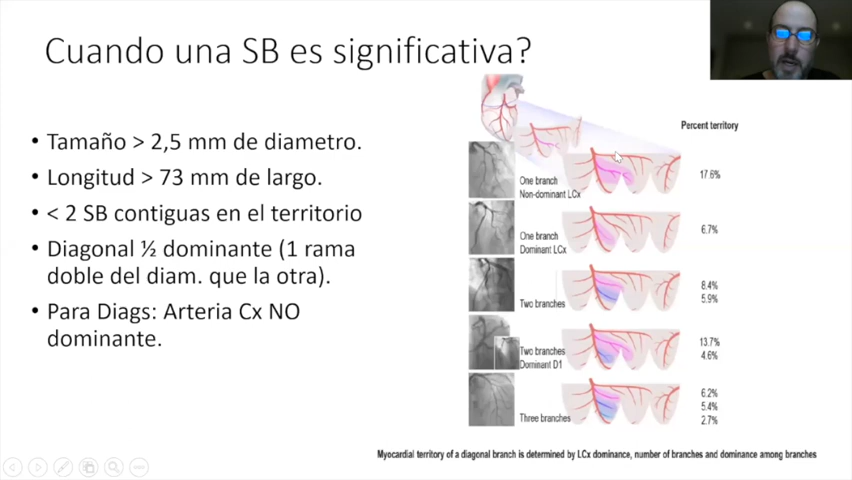 Cuando una SB es significativa?
• Tamaño > 2,5 mm de diametro.
• Longitud > 73 mm de largo.
• < 2 SB contiguas en el territorio
• Diagonal ½ dominante (1 rama
doble del diam. que la otra).
• Para Diags: Arteria Cx NO
dominante.
Percent territory
One branch
Non-dominant LCx
17.6%
One branch
Dominant LCx
6.7%
Two branches
8.4%
5.9%
Two branches
Dominant D1
13.7%
4.6%
Three branches
6.2%
5.4%
2.7%
Myocardial territory of a diagonal branch is determined by LCx dominance, number of branches and dominance among branches